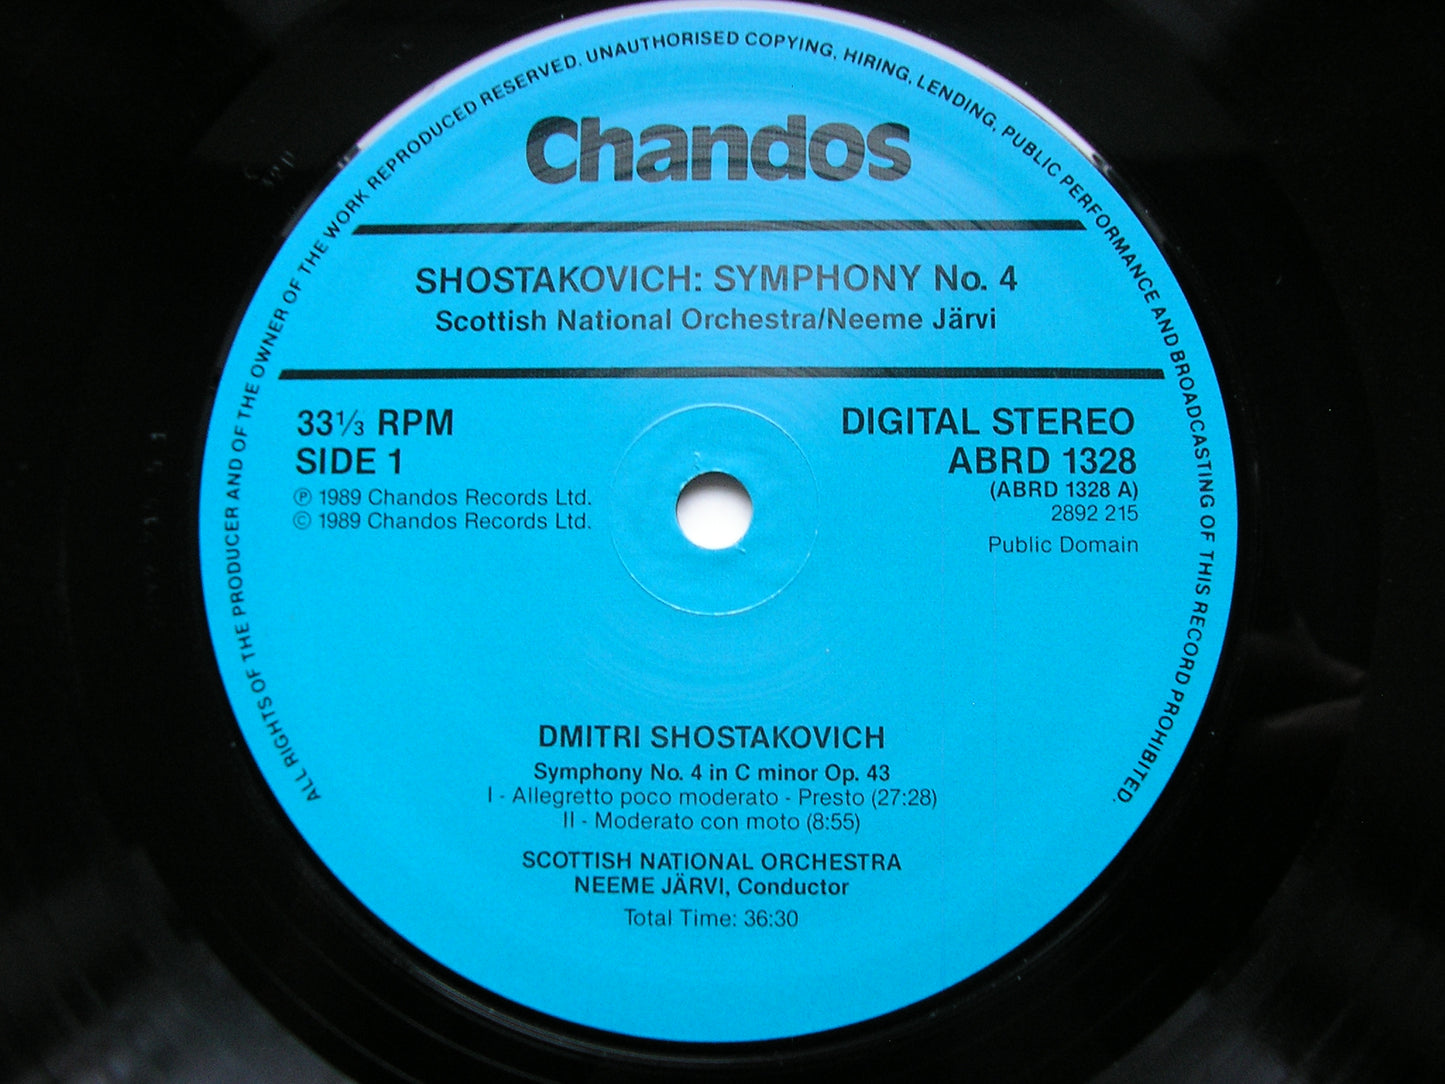 ALL RIGHTS OF THE PRODUCER AND OF THE OWNER OF THE WORK REPRODUCED RESERVED. UNAUTHORISED COPYING, HIRING, LENDING, PUBLIC PERFORMANCE AND BROADCASTING OF THIS RECORD PROHIBITED.
Chandos
SHOSTAKOVICH: SYMPHONY No. 4
Scottish National Orchestra/Neeme Järvi
33⅓ RPM
SIDE 1
℗ 1989 Chandos Records Ltd.
© 1989 Chandos Records Ltd.
DIGITAL STEREO
ABRD 1328
(ABRD 1328 A)
2892 215
Public Domain
DMITRI SHOSTAKOVICH
Symphony No. 4 in C minor Op. 43
I - Allegretto poco moderato - Presto (27:28)
II - Moderato con moto (8:55)
SCOTTISH NATIONAL ORCHESTRA
NEEME JÄRVI, Conductor
Total Time: 36:30